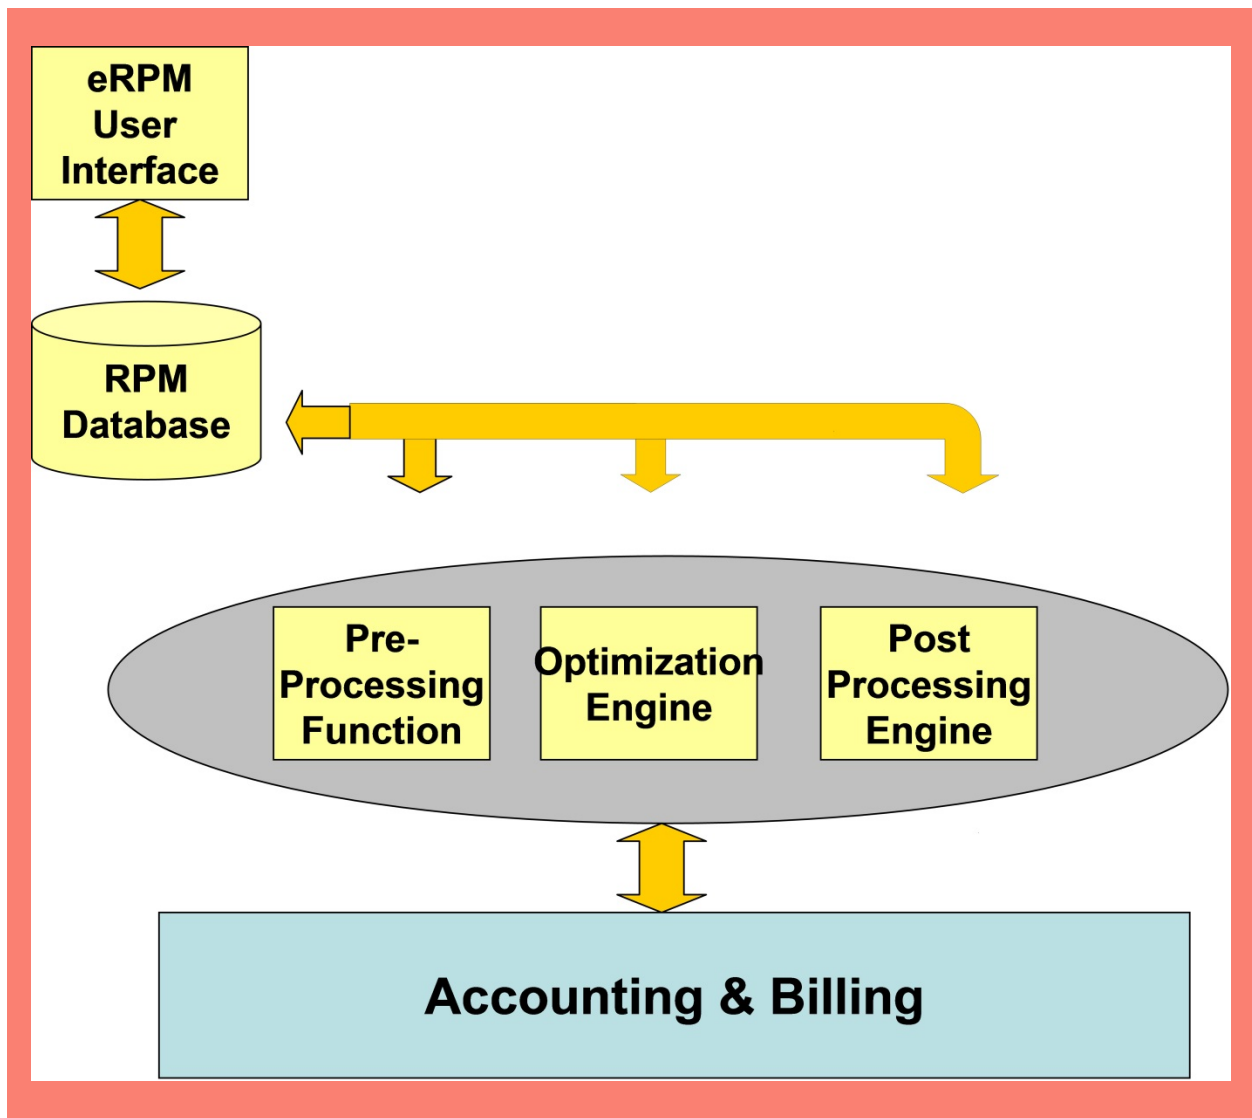 eRPM
User
Interface
RPM
Database
Pre-
Processing
Function
Optimization
Engine
Post
Processing
Engine
Accounting & Billing